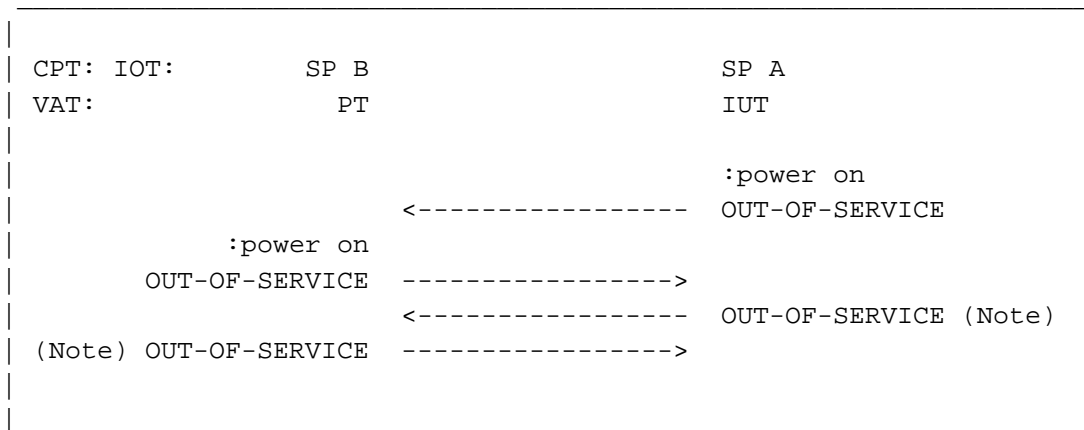 CPT: IOT: SP B SP A
VAT: PT IUT
:power on
<----------------- OUT-OF-SERVICE
:power on
OUT-OF-SERVICE ----------------->
<----------------- OUT-OF-SERVICE (Note)
(Note) OUT-OF-SERVICE ----------------->